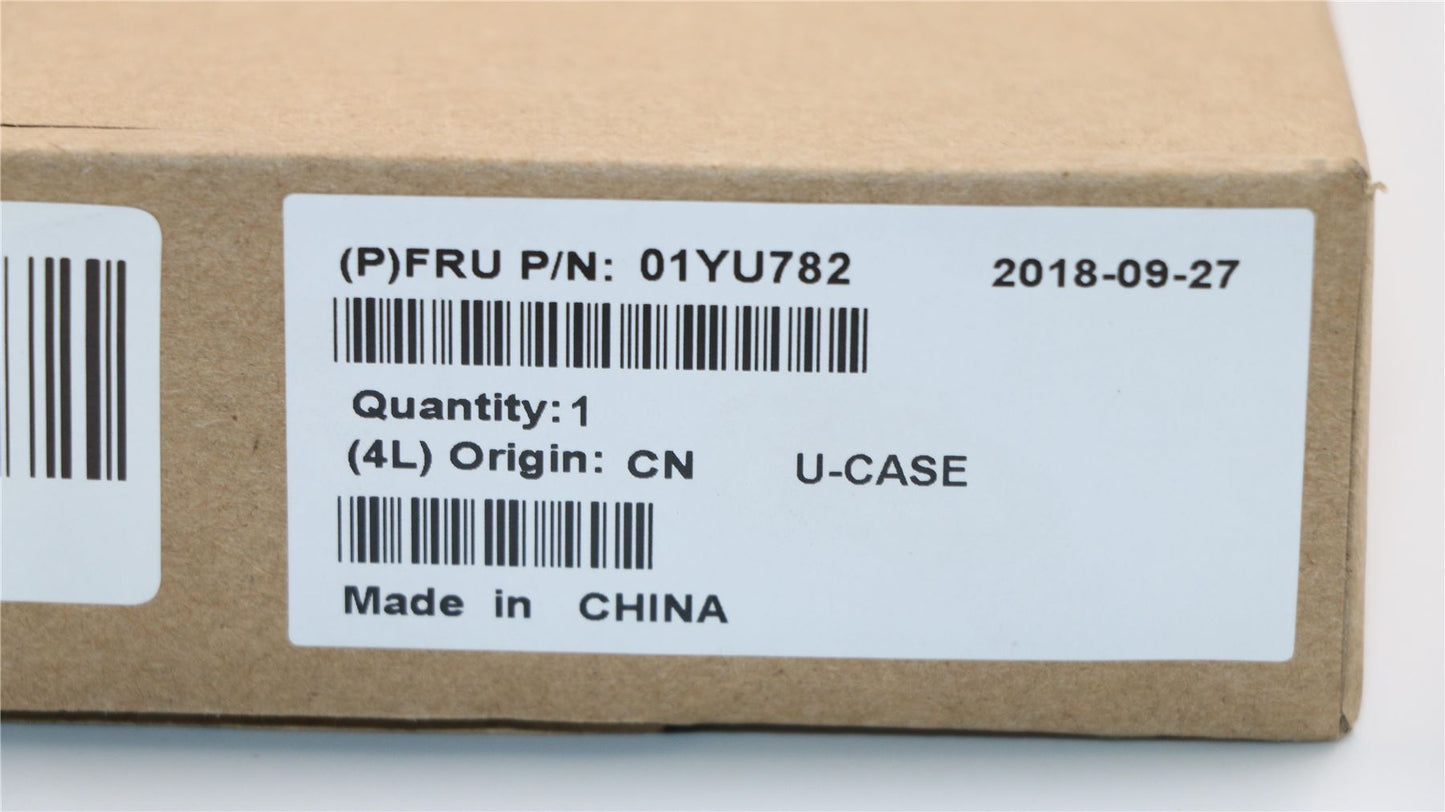 (P)FRU P/N: 01YU782 2018-09-27
Quantity: 1
(4L) Origin: CN U-CASE
Made in CHINA